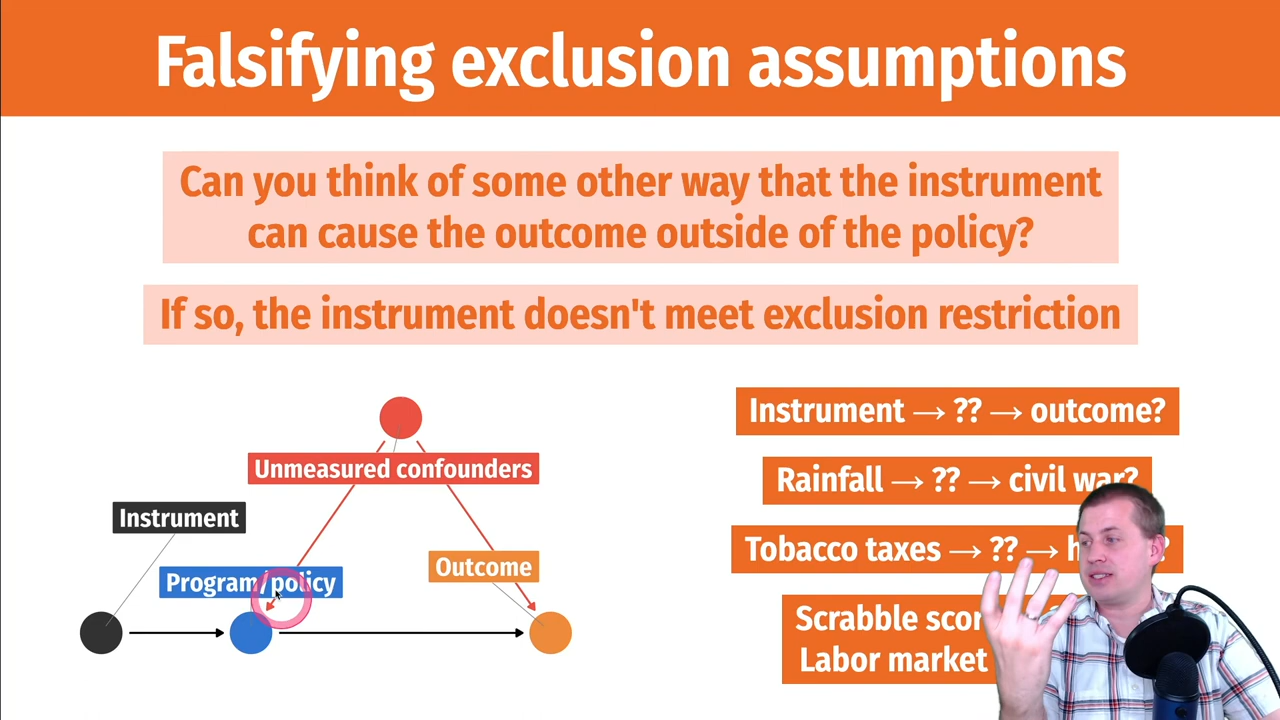 Falsifying exclusion assumptions
Can you think of some other way that the instrument
can cause the outcome outside of the policy?
If so, the instrument doesn't meet exclusion restriction
Instrument → ?? → outcome?
Unmeasured confounders
Rainfall → ?? → civil war?
Instrument
Tobacco taxes → ?? →
Outcome
Program/policy
Scrabble
Labor market